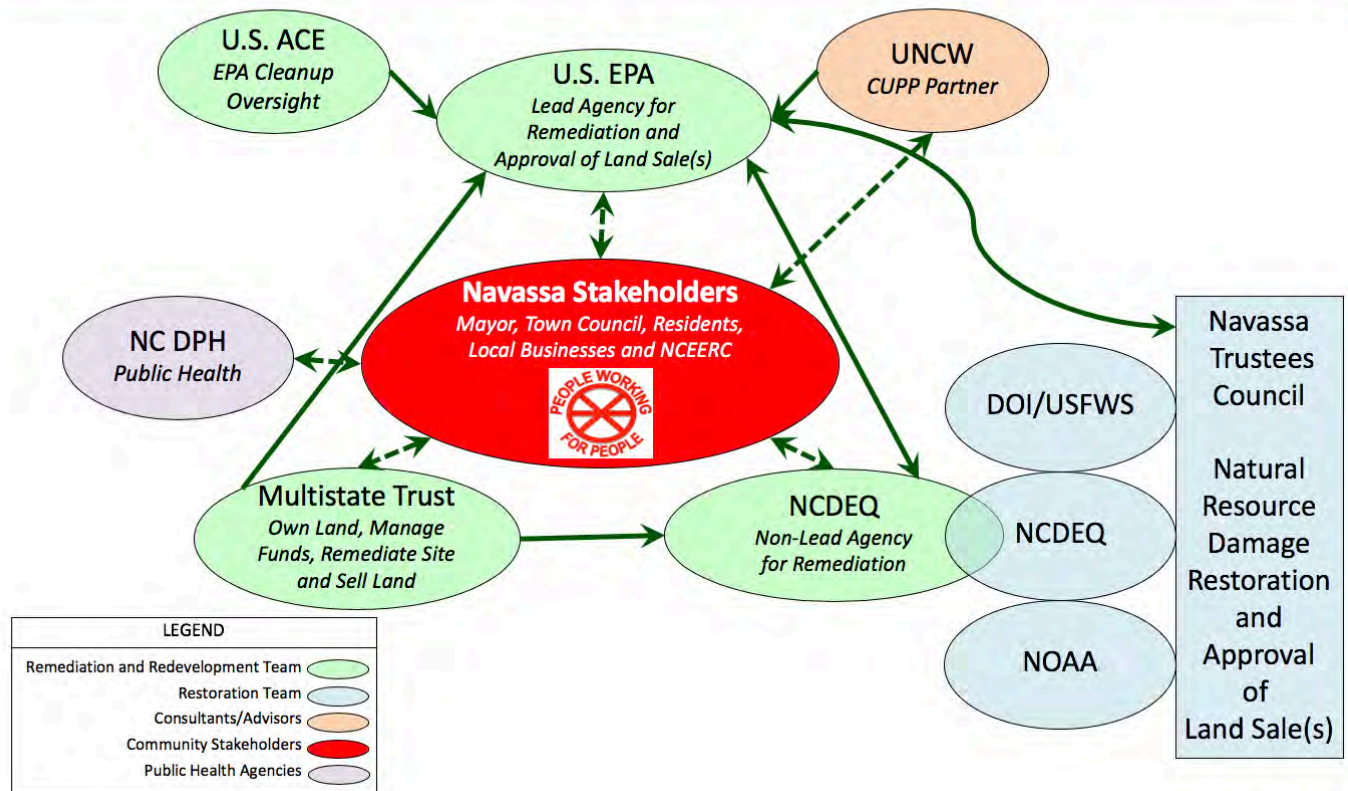 U.S. ACE
EPA Cleanup
Oversight
U.S. EPA
Lead Agency for
Remediation and
Approval of Land Sale(s)
UNCW
CUPP Partner
Navassa Stakeholders
Mayor, Town Council, Residents,
Local Businesses and NCEERC
PEOPLE WORKING
FOR PEOPLE
NC DPH
Public Health
Multistate Trust
Own Land, Manage
Funds, Remediate Site
and Sell Land
NCDEQ
Non-Lead Agency
for Remediation
DOI/USFWS
NCDEQ
NOAA
Navassa
Trustees
Council
Natural
Resource
Damage
Restoration
and
Approval
of
Land Sale(s)
LEGEND
Remediation and Redevelopment Team
Restoration Team
Consultants/Advisors
Community Stakeholders
Public Health Agencies